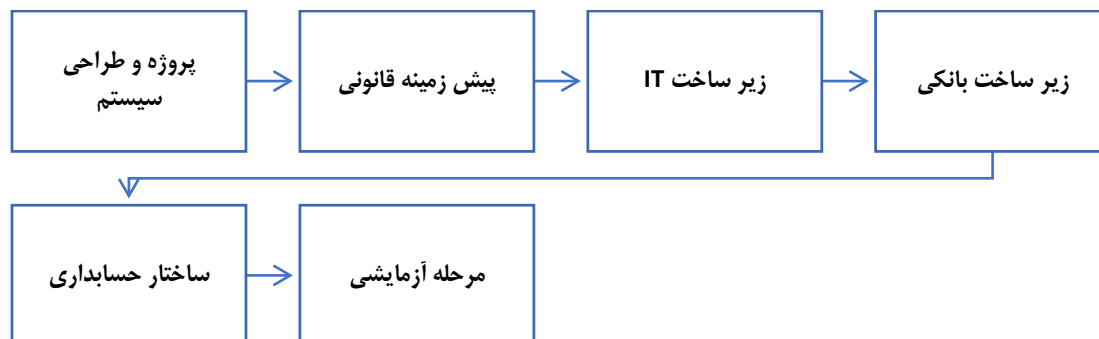 پروژه و طراحی
سیستم
پیش زمینه قانونی
زیر ساخت IT
زیر ساخت بانکی
ساختار حسابداری
مرحله آزمایشی